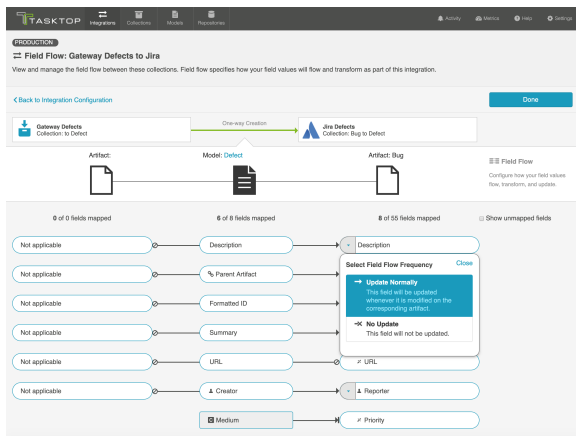 TASKTOP
Integrations
Collections
Models
Repositories
Activity
Metrics
Help
Settings
PRODUCTION
Field Flow: Gateway Defects to Jira
View and manage the field flow between these collections. Field flow specifies how your field values will flow and transform as part of this integration.
Back to Integration Configuration
Done
Gateway Defects
Collection: to Defect
One-way Creation
Jira Defects
Collection: Bug to Defect
Artifact:
Model: Defect
Artifact: Bug
Field Flow
Configure how your field values
flow, transform, and update.
0 of 0 fields mapped
6 of 8 fields mapped
8 of 55 fields mapped
Show unmapped fields
Not applicable
Description
Description
Not applicable
Parent Artifact
Select Field Flow Frequency
Close
Update Normally
This field will be updated
whenever it is modified on the
corresponding artifact.
No Update
This field will not be updated.
Not applicable
Formatted ID
Not applicable
Summary
Not applicable
URL
URL
Not applicable
Creator
Reporter
C Medium
Priority